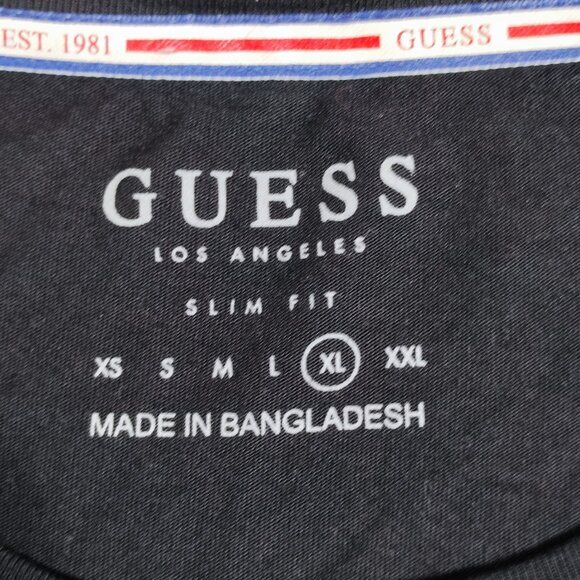 EST. 1981 GUESS
GUESS
LOS ANGELES
SLIM FIT
XS S M L XL XXL
MADE IN BANGLADESH